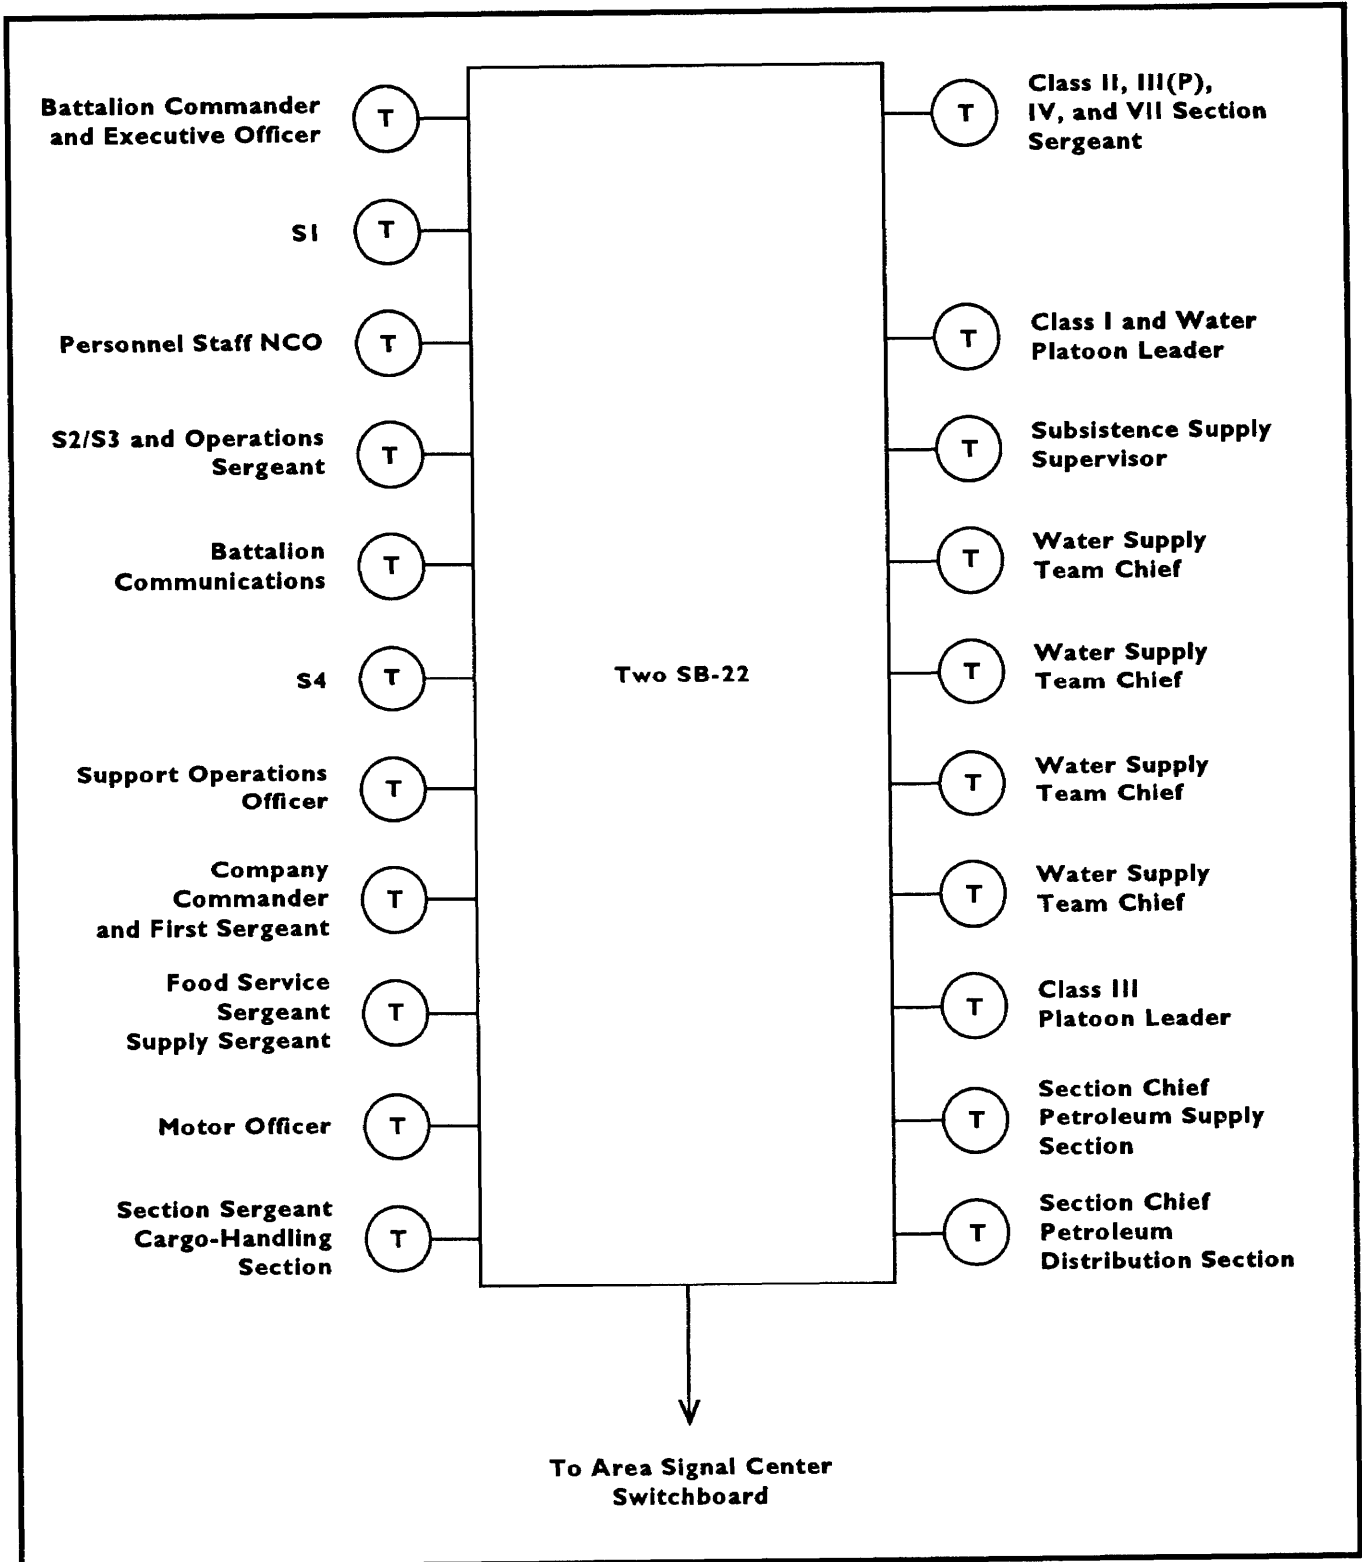 Battalion Commander
and Executive Officer
T
S1
T
Personnel Staff NCO
T
S2/S3 and Operations
Sergeant
T
Battalion
Communications
T
S4
T
Support Operations
Officer
T
Company
Commander
and First Sergeant
T
Food Service
Sergeant
Supply Sergeant
T
Motor Officer
T
Section Sergeant
Cargo-Handling
Section
T
Two SB-22
T
Class II, III(P),
IV, and VII Section
Sergeant
T
Class I and Water
Platoon Leader
T
Subsistence Supply
Supervisor
T
Water Supply
Team Chief
T
Water Supply
Team Chief
T
Water Supply
Team Chief
T
Water Supply
Team Chief
T
Class III
Platoon Leader
T
Section Chief
Petroleum Supply
Section
T
Section Chief
Petroleum
Distribution Section
To Area Signal Center
Switchboard